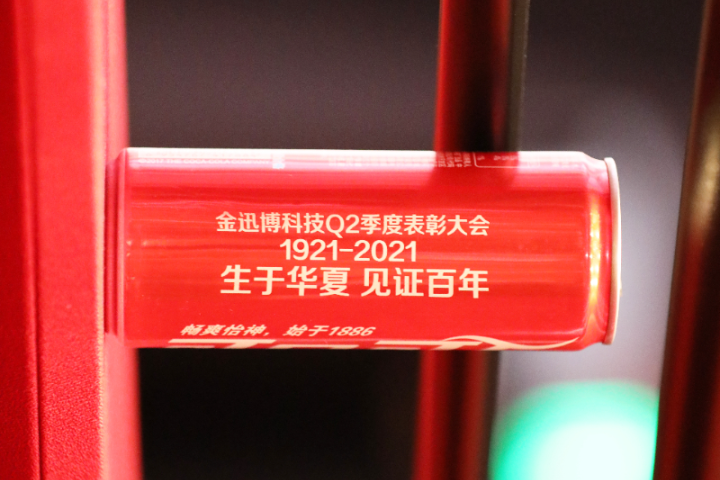 金迅博科技Q2季度表彰大会
1921-2021
生于华夏 见证百年
畅爽怡神，始于1886